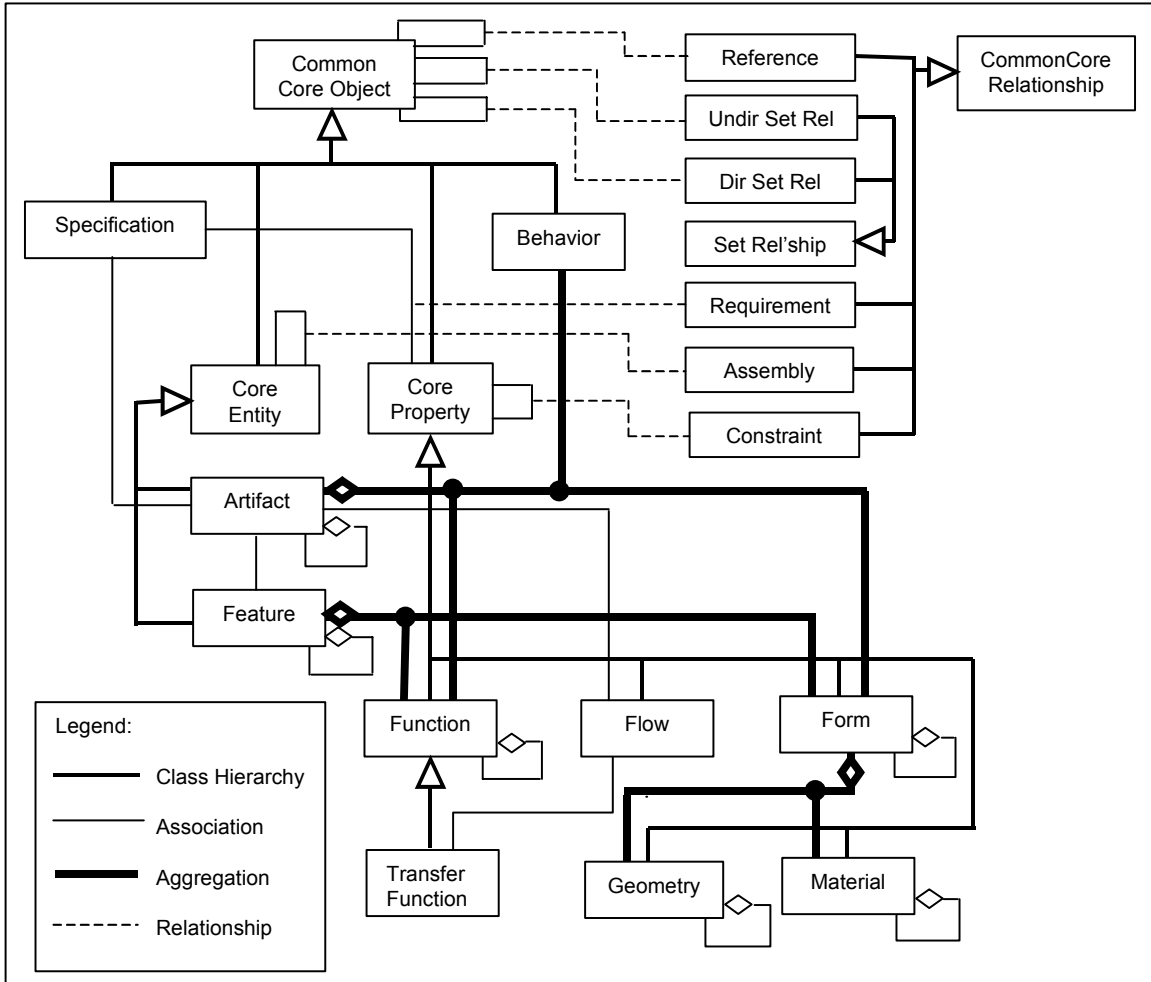 Common
Core Object
Reference
CommonCore
Relationship
Undir Set Rel
Dir Set Rel
Specification
Behavior
Set Rel’ship
Requirement
Assembly
Core
Entity
Core
Property
Constraint
Artifact
Feature
Function
Flow
Form
Transfer
Function
Geometry
Material
Legend:
Class Hierarchy
Association
Aggregation
Relationship